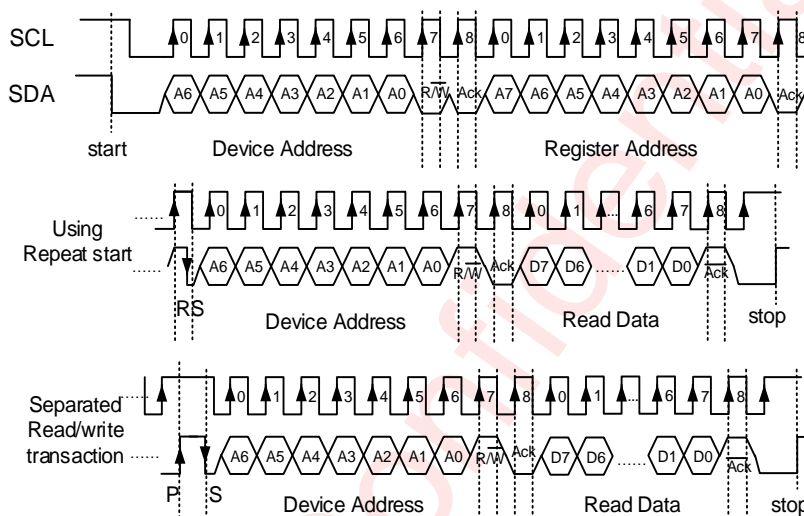 SCL 0 1 2 3 4 5 6 7 8 0 1 2 3 4 5 6 7 8
SDA A6 A5 A4 A3 A2 A1 A0 R/W Ack A7 A6 A5 A4 A3 A2 A1 A0 Ack
start Device Address Register Address
Using Repeat start
...... 0 1 2 3 4 5 6 7 8 0 1 ... 6 7 8
...... A6 A5 A4 A3 A2 A1 A0 R/W Ack D7 D6 ...... D1 D0 Ack
RS Device Address Read Data stop
Separated Read/write transaction
...... 0 1 2 3 4 5 6 7 8 0 1 ... 6 7 8
...... A6 A5 A4 A3 A2 A1 A0 R/W Ack D7 D6 ...... D1 D0 Ack
P S Device Address Read Data stop